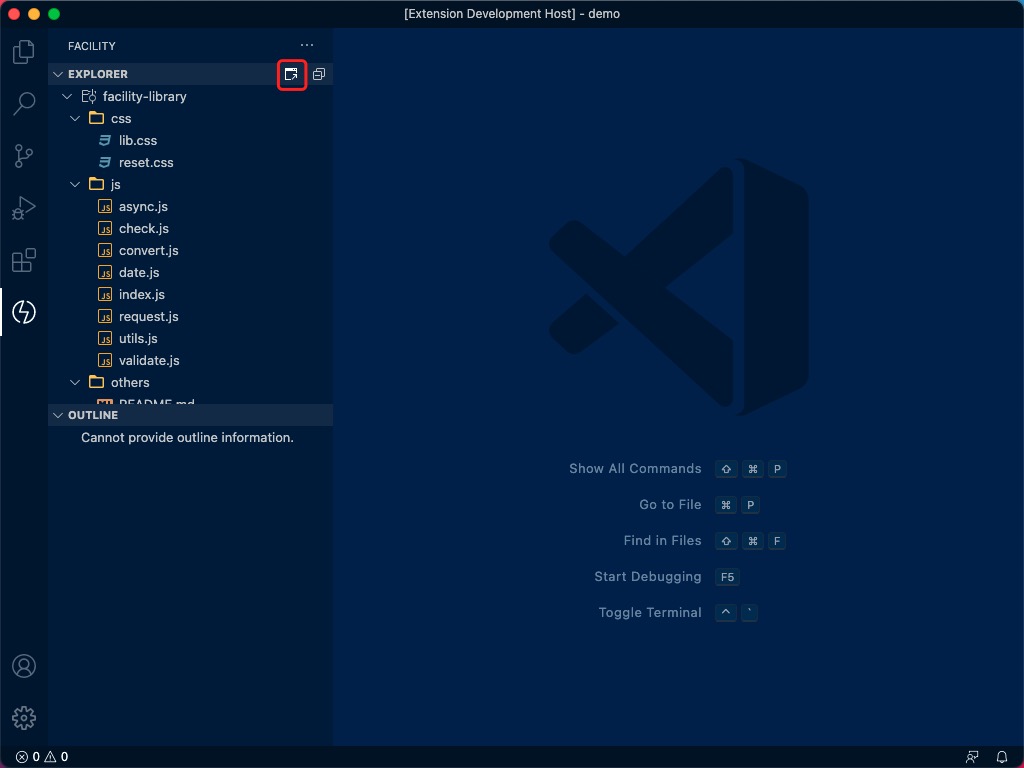 [Extension Development Host] - demo
FACILITY
EXPLORER
facility-library
css
lib.css
reset.css
js
async.js
check.js
convert.js
date.js
index.js
request.js
utils.js
validate.js
others
README.md
OUTLINE
Cannot provide outline information.
Show All Commands ⇧ ⌘ P
Go to File ⌘ P
Find in Files ⇧ ⌘ F
Start Debugging F5
Toggle Terminal ^ `
0 0